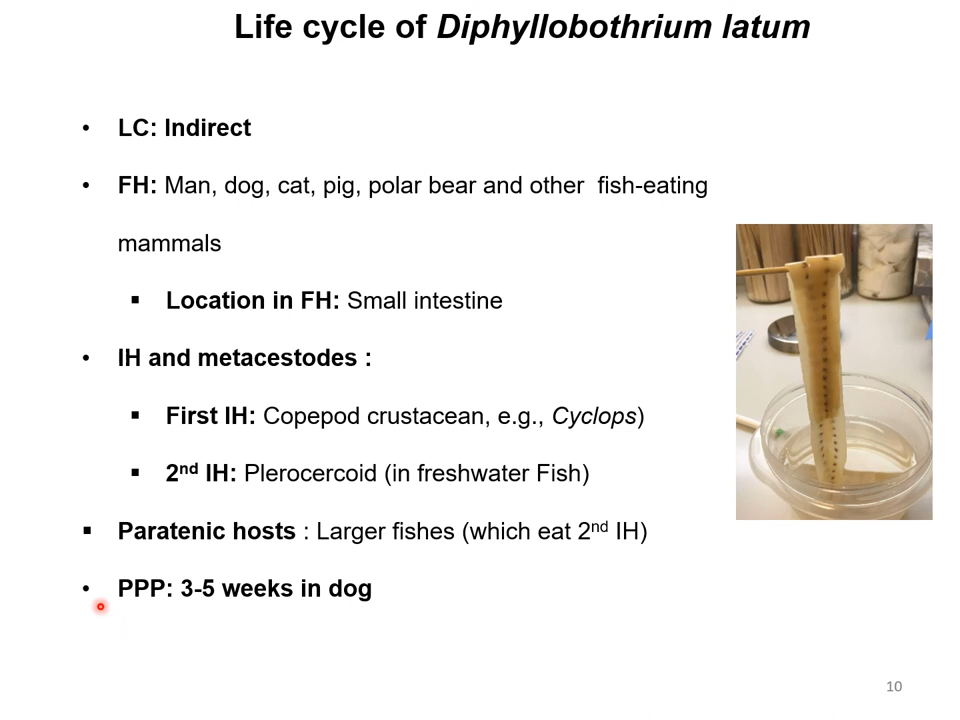 Life cycle of Diphyllobothrium latum
• LC: Indirect
• FH: Man, dog, cat, pig, polar bear and other fish-eating
mammals
▪ Location in FH: Small intestine
• IH and metacestodes :
▪ First IH: Copepod crustacean, e.g., Cyclops)
▪ 2nd IH: Plerocercoid (in freshwater Fish)
▪ Paratenic hosts : Larger fishes (which eat 2nd IH)
• PPP: 3-5 weeks in dog
10